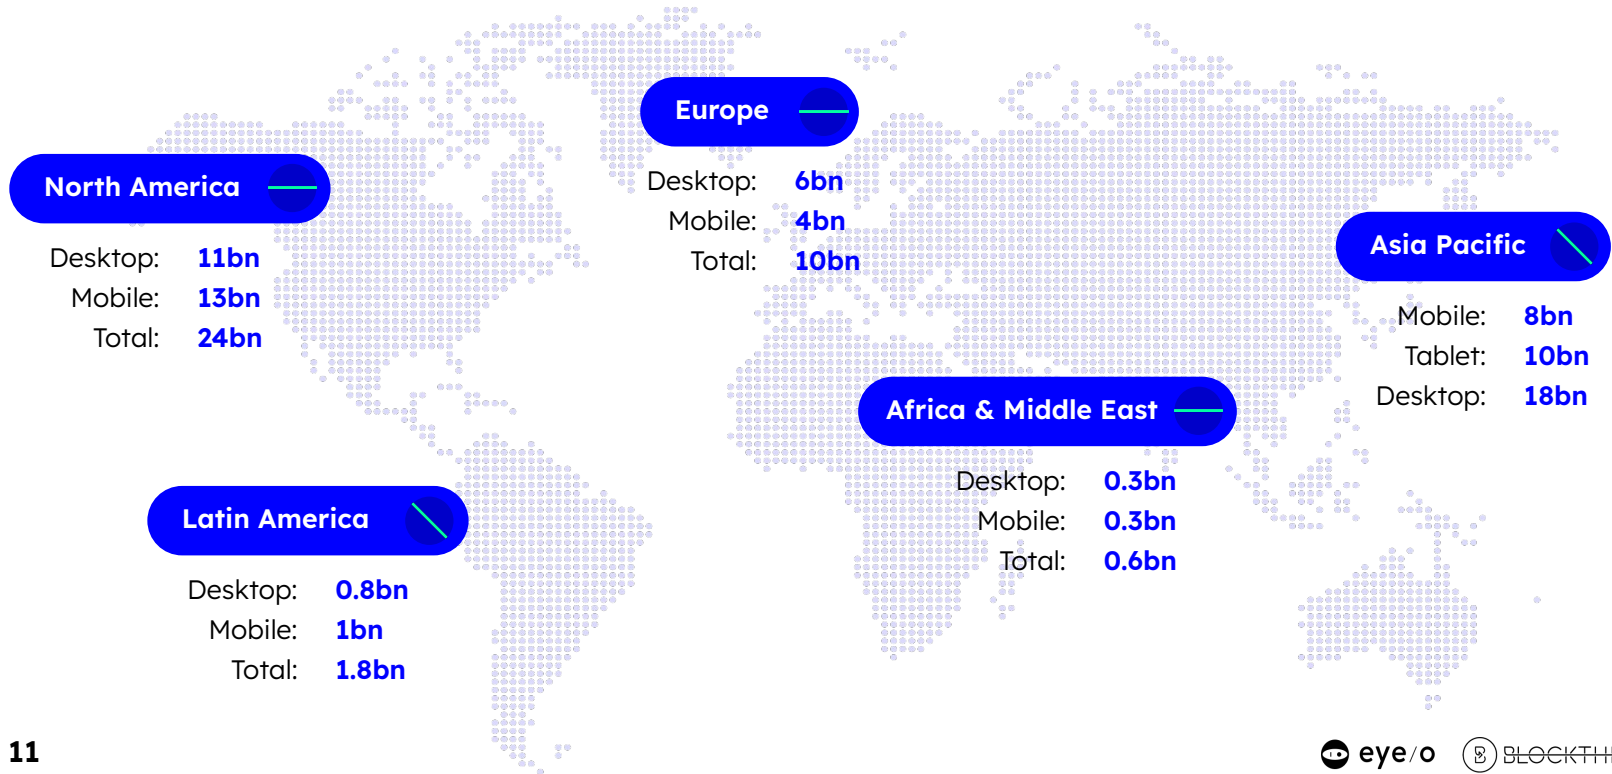 Europe
Desktop: 6bn
Mobile: 4bn
Total: 10bn
North America
Desktop: 11bn
Mobile: 13bn
Total: 24bn
Asia Pacific
Mobile: 8bn
Tablet: 10bn
Desktop: 18bn
Africa & Middle East
Desktop: 0.3bn
Mobile: 0.3bn
Total: 0.6bn
Latin America
Desktop: 0.8bn
Mobile: 1bn
Total: 1.8bn
11
eye/o
BLOCKTH